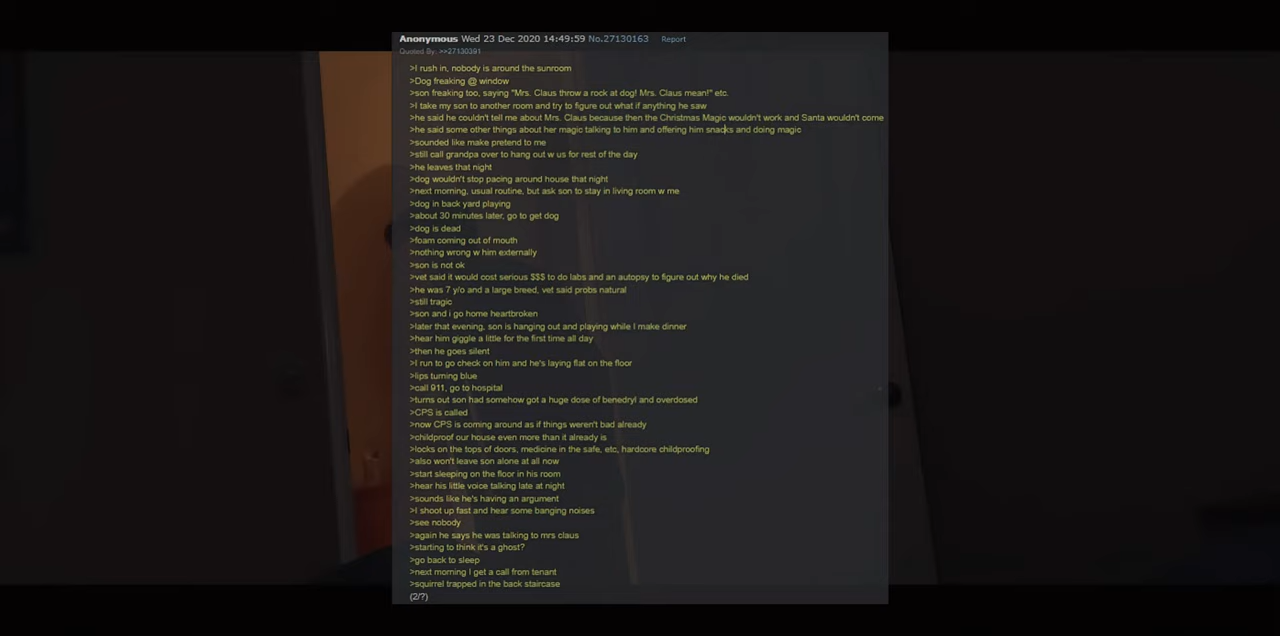 Anonymous Wed 23 Dec 2020 14:49:59 No.27130163 Report
Quoted By: >>27130391
>I rush in, nobody is around the sunroom
>Dog freaking @ window
>son freaking too, saying "Mrs. Claus throw a rock at dog! Mrs. Claus mean!" etc.
>I take my son to another room and try to figure out what if anything he saw
>he said he couldn't tell me about Mrs. Claus because then the Christmas Magic wouldn't work and Santa wouldn't come
>he said some other things about her magic talking to him and offering him snacks and doing magic
>sounded like make pretend to me
>still call grandpa over to hang out w us for rest of the day
>he leaves that night
>dog wouldn't stop pacing around house that night
>next morning, usual routine, but ask son to stay in living room w me
>dog in back yard playing
>about 30 minutes later, go to get dog
>dog is dead
>foam coming out of mouth
>nothing wrong w him externally
>son is not ok
>vet said it would cost serious $$$ to do labs and an autopsy to figure out why he died
>he was 7 y/o and a large breed, vet said probs natural
>still tragic
>son and i go home heartbroken
>later that evening, son is hanging out and playing while I make dinner
>hear him giggle a little for the first time all day
>then he goes silent
>I run to go check on him and he's laying flat on the floor
>lips turning blue
>call 911, go to hospital
>turns out son had somehow got a huge dose of benedryl and overdosed
>CPS is called
>now CPS is coming around as if things weren't bad already
>childproof our house even more than it already is
>locks on the tops of doors, medicine in the safe, etc, hardcore childproofing
>also won't leave son alone at all now
>start sleeping on the floor in his room
>hear his little voice talking late at night
>sounds like he's having an argument
>I shoot up fast and hear some banging noises
>see nobody
>again he says he was talking to mrs claus
>starting to think it's a ghost?
>go back to sleep
>next morning I get a call from tenant
>squirrel trapped in the back staircase
(2/?)